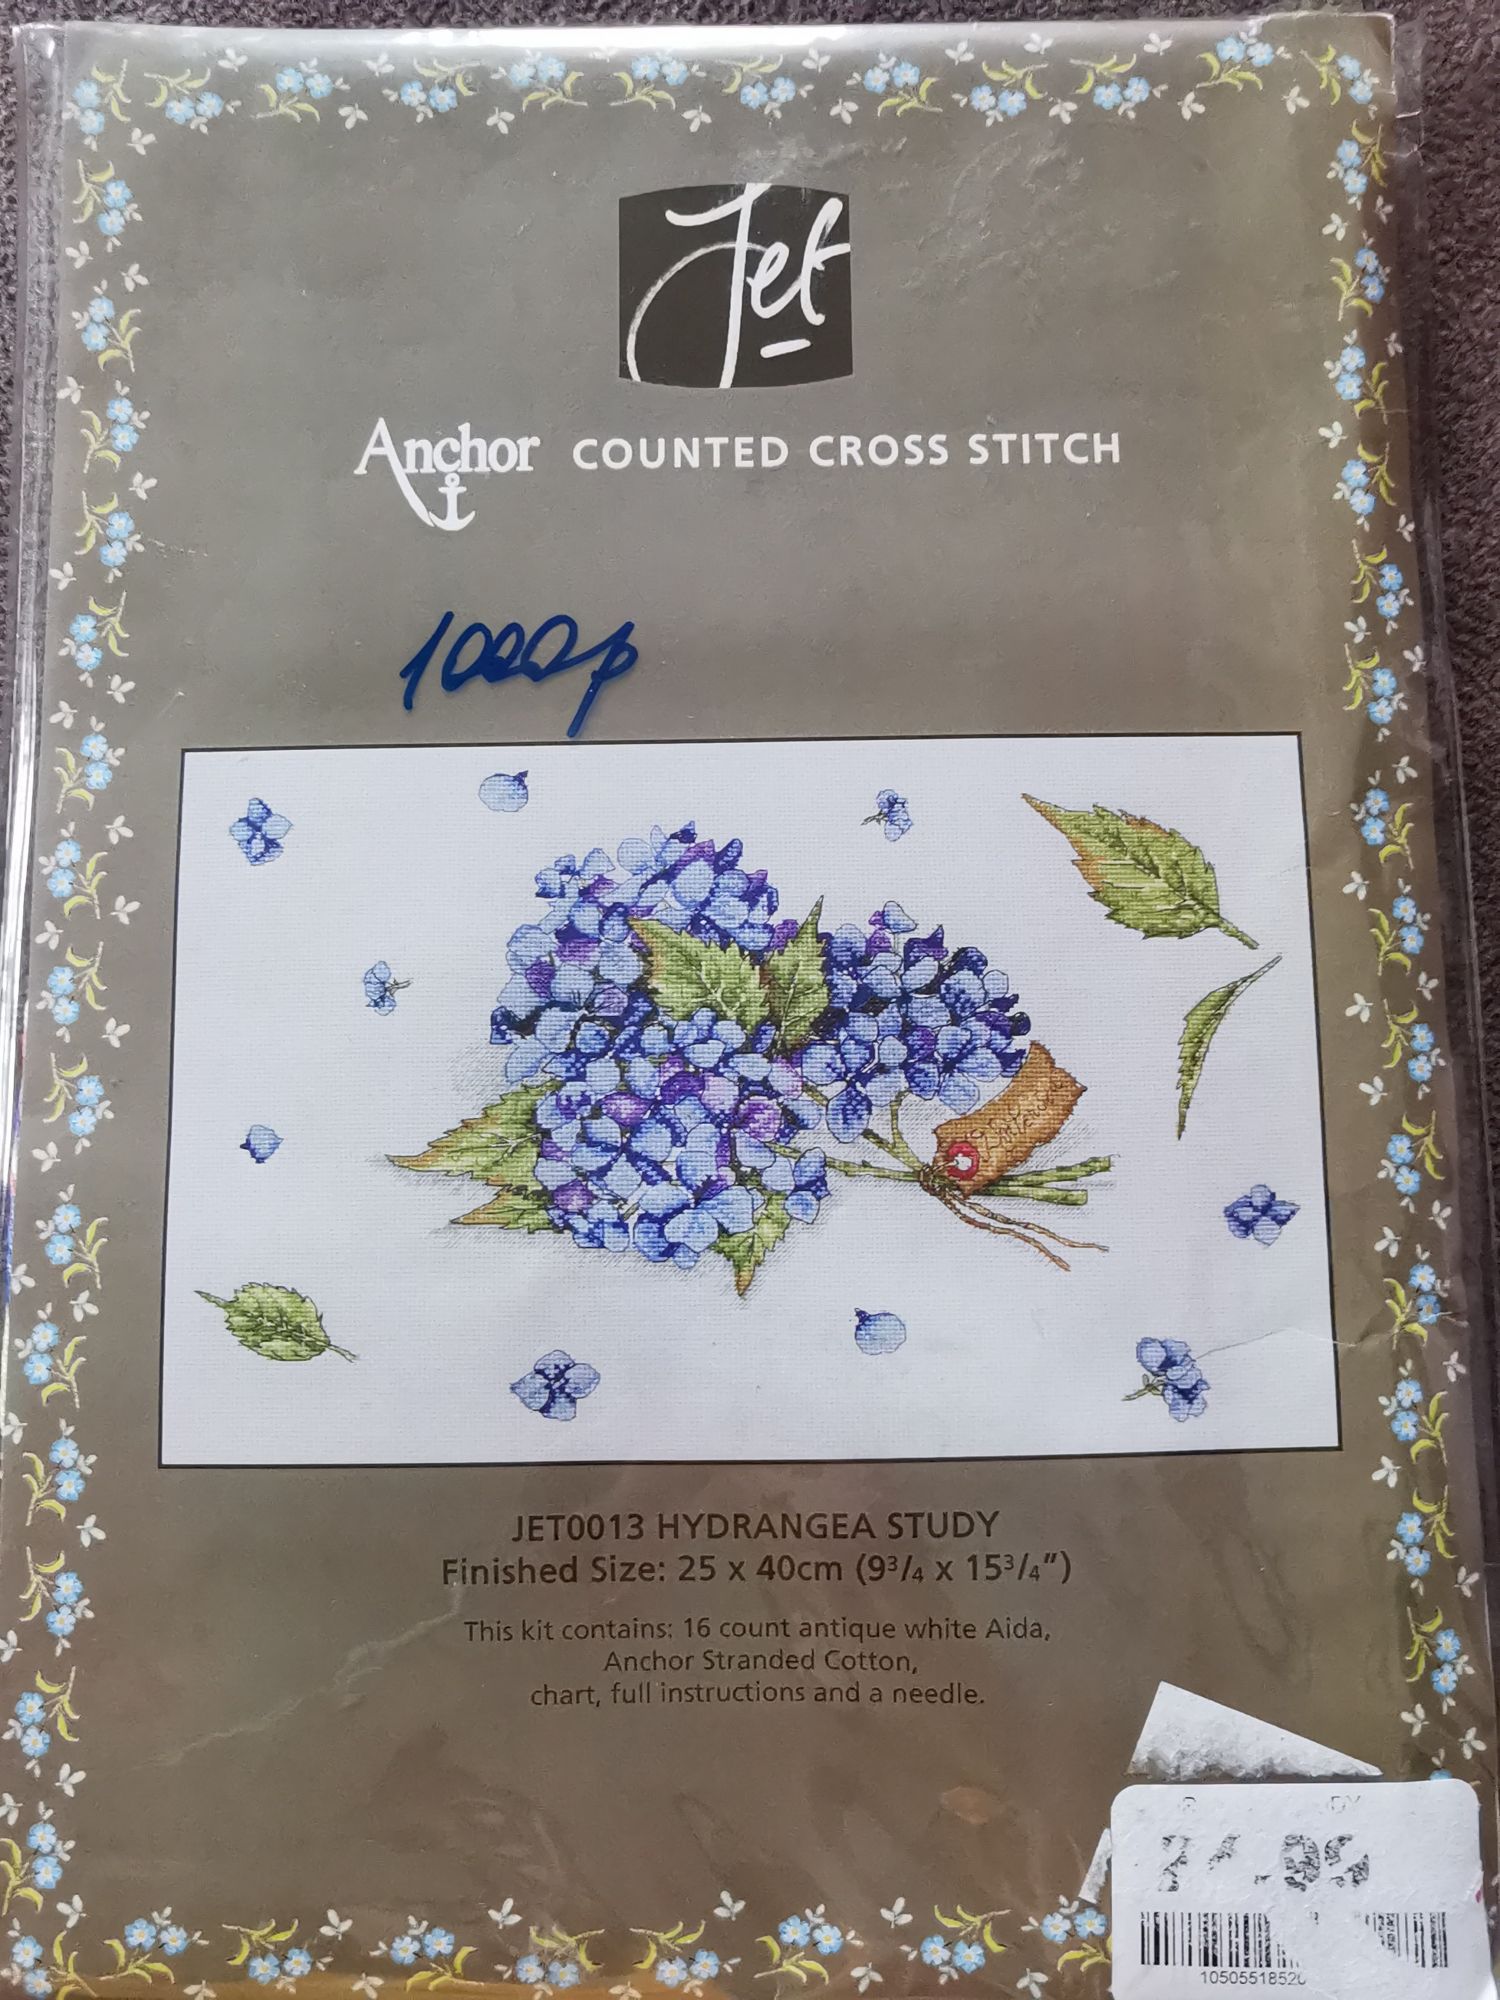 Jet
Anchor COUNTED CROSS STITCH
1000р
JET0013 HYDRANGEA STUDY
Finished Size: 25 x 40cm (9³/₄ x 15³/₄")
This kit contains: 16 count antique white Aida,
Anchor Stranded Cotton,
chart, full instructions and a needle.